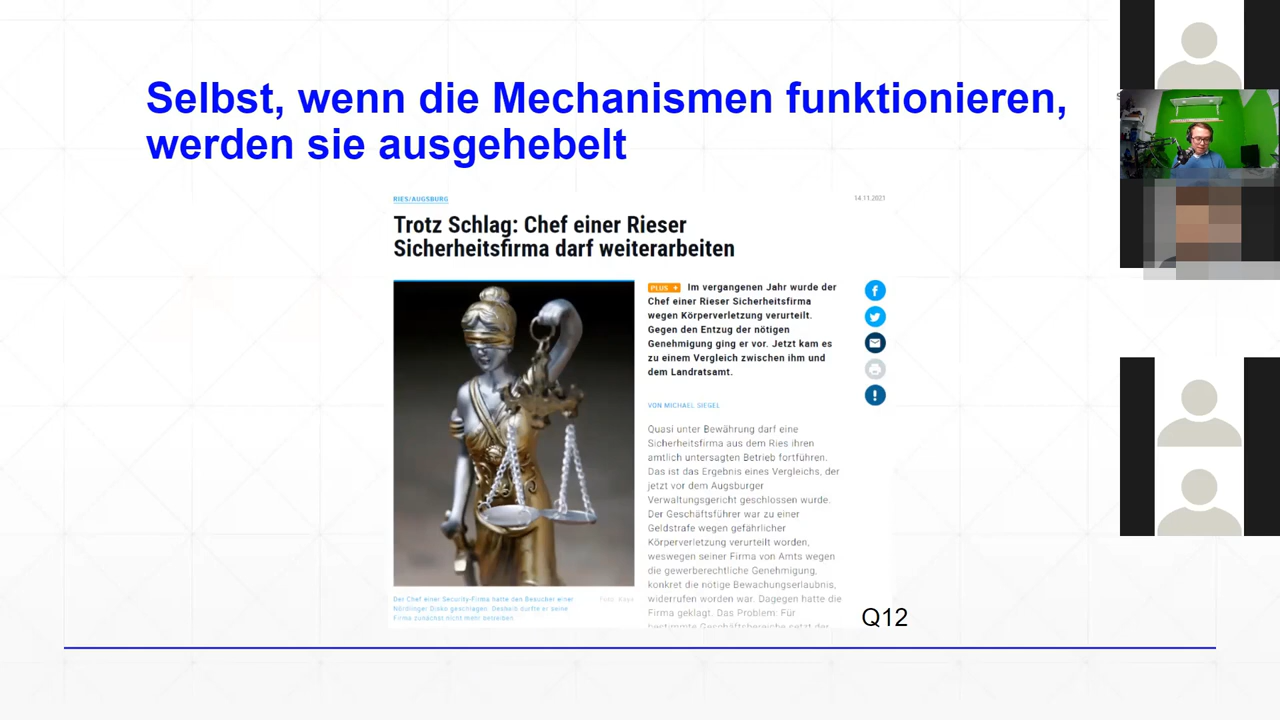 Selbst, wenn die Mechanismen funktionieren,
werden sie ausgehebelt
RIES/AUGSBURG
14.11.2021
Trotz Schlag: Chef einer Rieser
Sicherheitsfirma darf weiterarbeiten
PLUS + Im vergangenen Jahr wurde der
Chef einer Rieser Sicherheitsfirma
wegen Körperverletzung verurteilt.
Gegen den Entzug der nötigen
Genehmigung ging er vor. Jetzt kam es
zu einem Vergleich zwischen ihm und
dem Landratsamt.
VON MICHAEL SIEGEL
Quasi unter Bewährung darf eine
Sicherheitsfirma aus dem Ries ihren
amtlich untersagten Betrieb fortführen.
Das ist das Ergebnis eines Vergleichs, der
jetzt vor dem Augsburger
Verwaltungsgericht geschlossen wurde.
Der Geschäftsführer war zu einer
Geldstrafe wegen gefährlicher
Körperverletzung verurteilt worden,
weswegen seiner Firma von Amts wegen
die gewerberechtliche Genehmigung,
konkret die nötige Bewachungserlaubnis,
widerrufen worden war. Dagegen hatte die
Firma geklagt. Das Problem: Für
bestimmte Geschäftsbereiche setzt der
Der Chef einer Security-Firma hatte den Besucher einer
Nördlinger Disko geschlagen. Deshalb durfte er seine
Firma zunächst nicht mehr betreiben.
Foto:
Q12